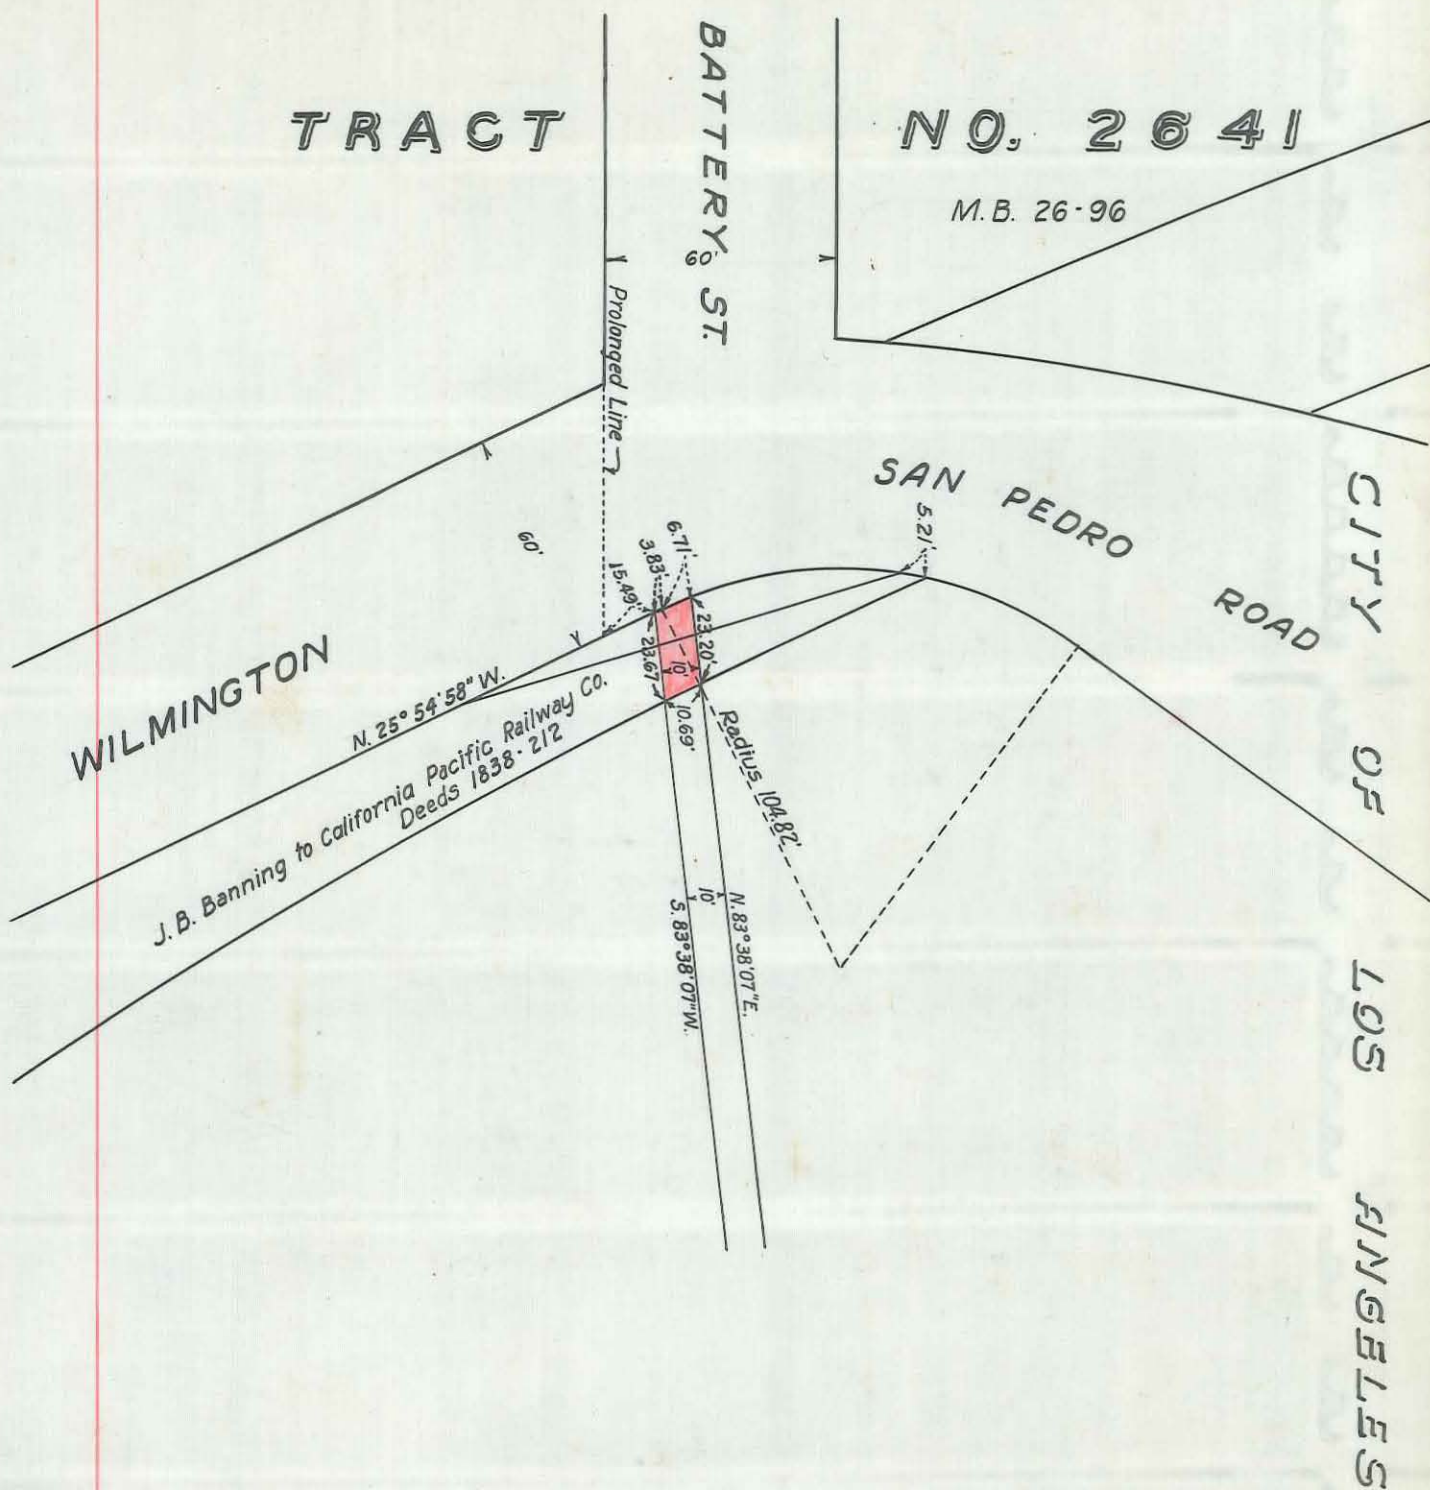 TRACT NO. 2641
M.B. 26-96
BATTERY ST.
60'
Prolonged Line
SAN PEDRO ROAD
5.21'
6.71'
3.83'
15.49'
60'
23.20'
23.67'
10'
10.69'
WILMINGTON
N. 25° 54' 58" W.
J. B. Banning to California Pacific Railway Co.
Deeds 1838-212
Radius 104.82'
10'
N. 83° 38' 07" E.
S. 83° 38' 07" W.
CITY OF LOS ANGELES